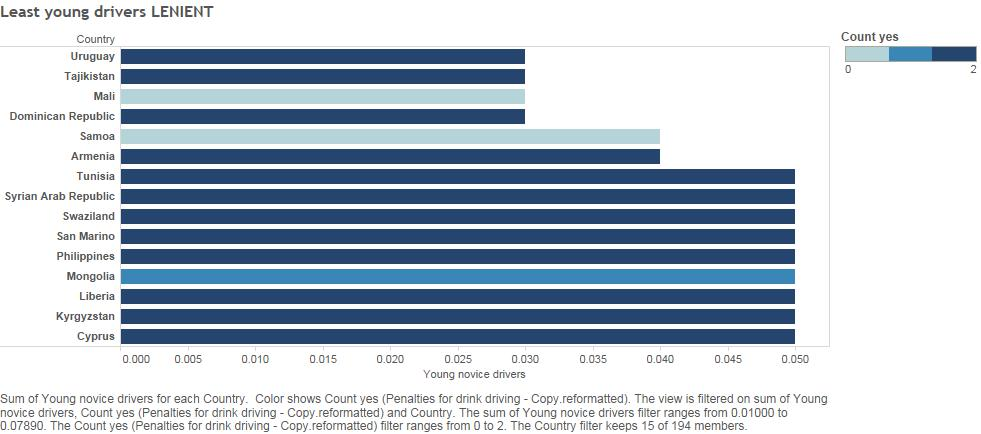 Least young drivers LENIENT
Country
Uruguay
Tajikistan
Mali
Dominican Republic
Samoa
Armenia
Tunisia
Syrian Arab Republic
Swaziland
San Marino
Philippines
Mongolia
Liberia
Kyrgyzstan
Cyprus
0.000 0.005 0.010 0.015 0.020 0.025 0.030 0.035 0.040 0.045 0.050
Young novice drivers
Count yes
0 2
Sum of Young novice drivers for each Country. Color shows Count yes (Penalties for drink driving - Copy.reformatted). The view is filtered on sum of Young
novice drivers, Count yes (Penalties for drink driving - Copy.reformatted) and Country. The sum of Young novice drivers filter ranges from 0.01000 to
0.07890. The Count yes (Penalties for drink driving - Copy.reformatted) filter ranges from 0 to 2. The Country filter keeps 15 of 194 members.